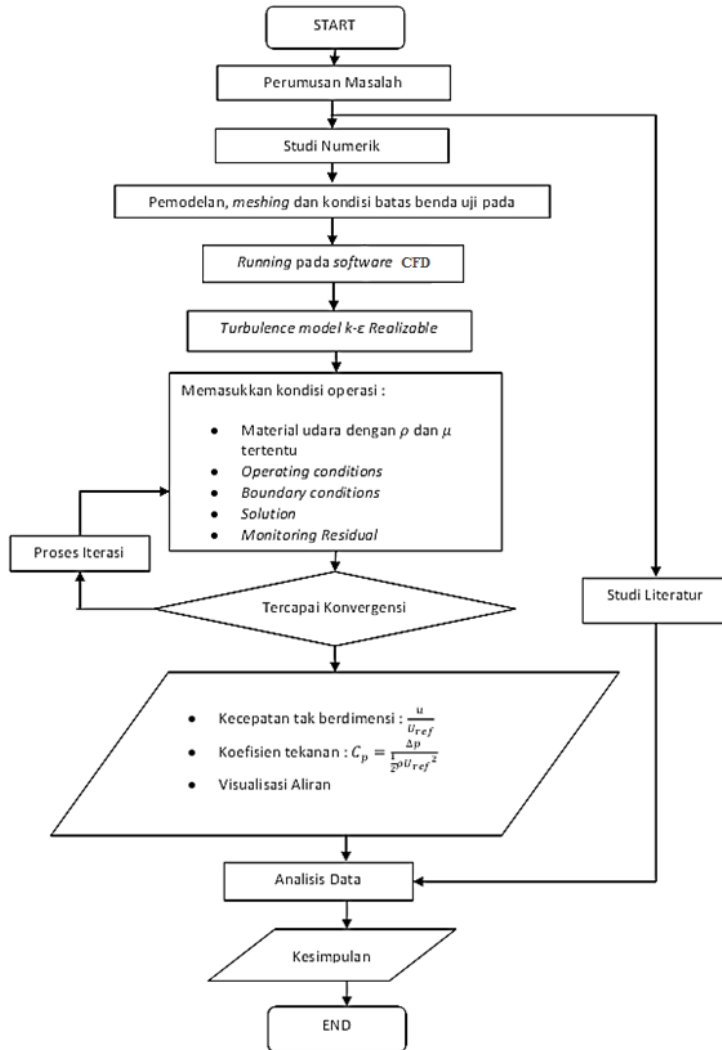 START
Perumusan Masalah
Studi Numerik
Pemodelan, meshing dan kondisi batas benda uji pada
Running pada software CFD
Turbulence model k-ε Realizable
Memasukkan kondisi operasi :
• Material udara dengan ρ dan μ
tertentu
• Operating conditions
• Boundary conditions
• Solution
• Monitoring Residual
Proses Iterasi
Tercapai Konvergensi
Studi Literatur
• Kecepatan tak berdimensi : u/U_ref
• Koefisien tekanan : C_p = Δp / (1/2 ρU_ref²)
• Visualisasi Aliran
Analisis Data
Kesimpulan
END